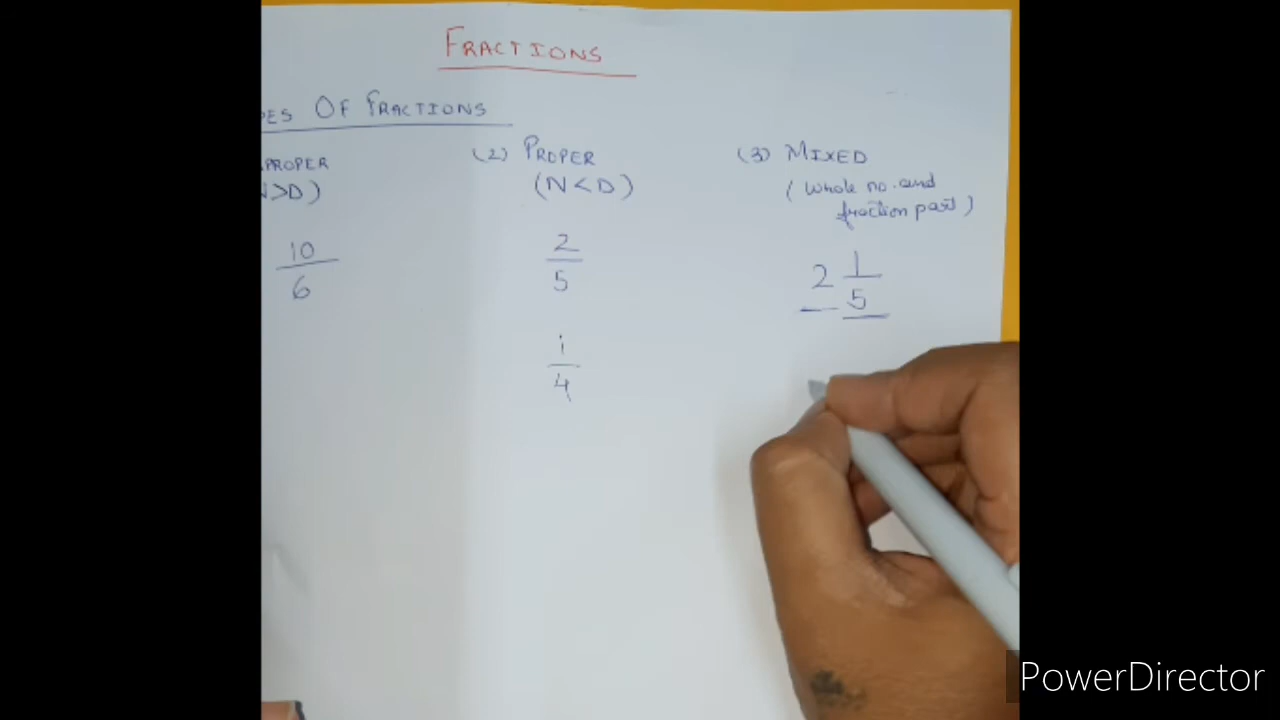 FRACTIONS
PES OF FRACTIONS
PROPER
N>D)
10
6
(2) PROPER
(N<D)
2
5
1
4
(3) MIXED
(Whole no. and
fraction part)
2 1
5
PowerDirector